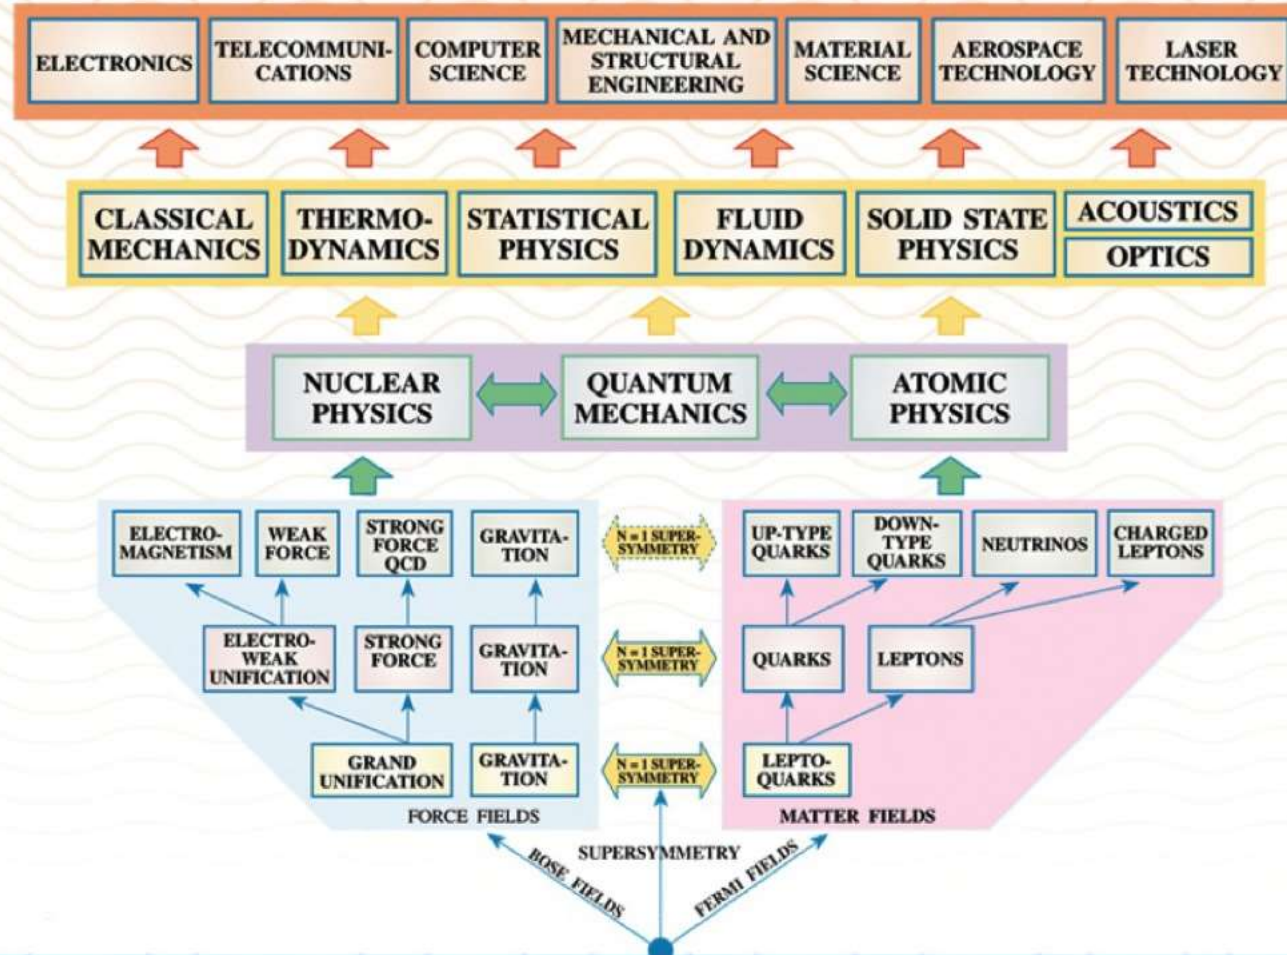 ELECTRONICS
TELECOMMUNI-
CATIONS
COMPUTER
SCIENCE
MECHANICAL AND
STRUCTURAL
ENGINEERING
MATERIAL
SCIENCE
AEROSPACE
TECHNOLOGY
LASER
TECHNOLOGY
CLASSICAL
MECHANICS
THERMO-
DYNAMICS
STATISTICAL
PHYSICS
FLUID
DYNAMICS
SOLID STATE
PHYSICS
ACOUSTICS
OPTICS
NUCLEAR
PHYSICS
QUANTUM
MECHANICS
ATOMIC
PHYSICS
ELECTRO-
MAGNETISM
WEAK
FORCE
STRONG
FORCE
QCD
GRAVITA-
TION
N = 1 SUPER-
SYMMETRY
UP-TYPE
QUARKS
DOWN-
TYPE
QUARKS
NEUTRINOS
CHARGED
LEPTONS
ELECTRO-
WEAK
UNIFICATION
STRONG
FORCE
GRAVITA-
TION
N = 1 SUPER-
SYMMETRY
QUARKS
LEPTONS
GRAND
UNIFICATION
GRAVITA-
TION
N = 1 SUPER-
SYMMETRY
LEPTO-
QUARKS
FORCE FIELDS
MATTER FIELDS
BOSE FIELDS
SUPERSYMMETRY
FERMI FIELDS